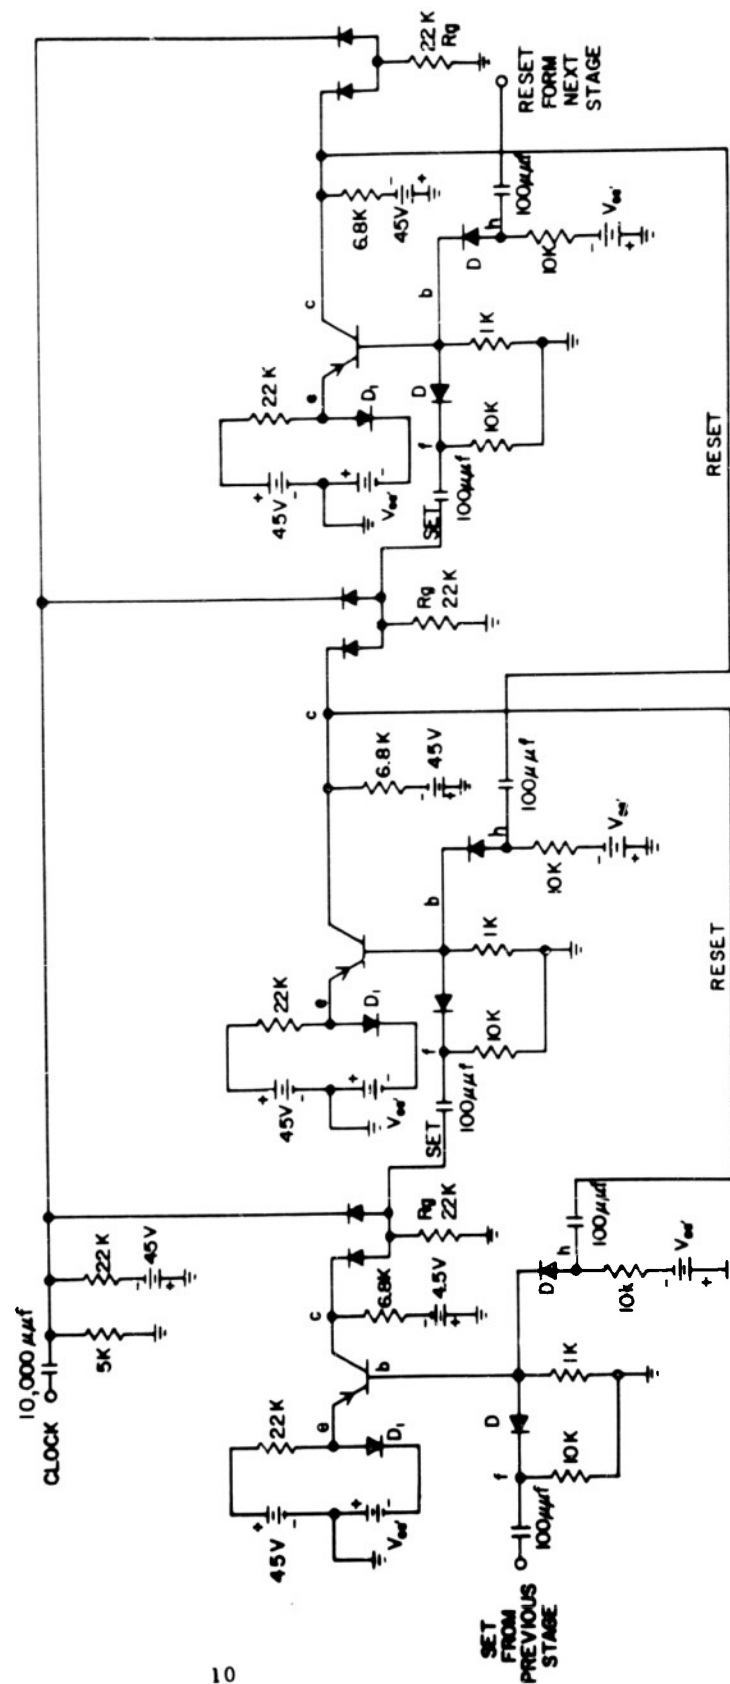 CLOCK
10,000 μμf
5K
22K
45V
SET
FROM
PREVIOUS
STAGE
100μμf
f
10K
D
1K
b
45V
22K
e
D₁
Vee'
c
6.8K
4.5V
Rg
22K
D
h
100μμf
10k
Vee'
SET
100μμf
f
10K
1K
b
45V
22K
e
D₁
Vee'
c
6.8K
45V
h
100μμf
10K
Vee'
RESET
Rg
22K
SET
100μμf
f
10K
D
1K
b
45V
22K
e
D₁
Vee'
c
6.8K
45V
D
h
100μμf
10K
Vee'
22K
Rg
RESET
FORM
NEXT
STAGE
RESET
10